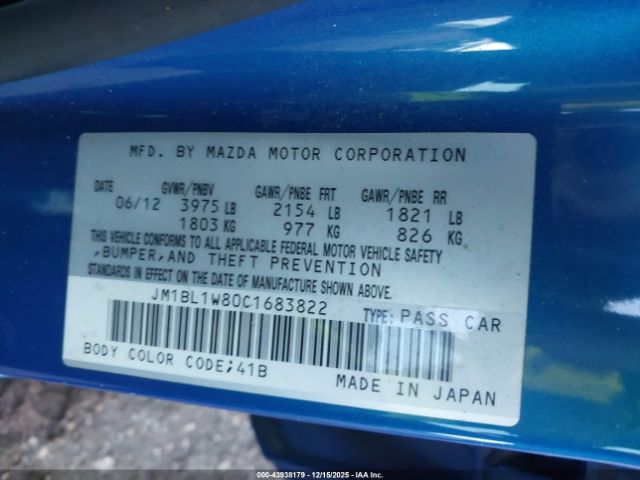 MFD. BY MAZDA MOTOR CORPORATION
DATE GVWR/PNBV GAWR/PNBE FRT GAWR/PNBE RR
06/12 3975 LB 2154 LB 1821 LB
1803 KG 977 KG 826 KG
THIS VEHICLE CONFORMS TO ALL APPLICABLE FEDERAL MOTOR VEHICLE SAFETY
,BUMPER,AND THEFT PREVENTION
STANDARDS IN EFFECT ON THE DATE OF MANUFACTURE SHOWN ABOVE.
JM1BL1W80C1683822
TYPE: PASS CAR
BODY COLOR CODE;41B
MADE IN JAPAN
000-43938179 - 12/15/2025 - IAA Inc.